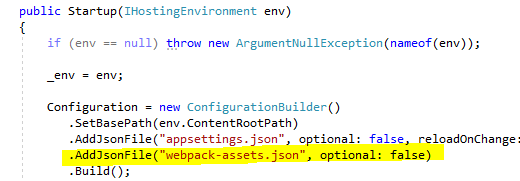 public Startup(IHostingEnvironment env)
{
if (env == null) throw new ArgumentNullException(nameof(env));
_env = env;
Configuration = new ConfigurationBuilder()
.SetBasePath(env.ContentRootPath)
.AddJsonFile("appsettings.json", optional: false, reloadOnChange:
.AddJsonFile("webpack-assets.json", optional: false)
.Build();